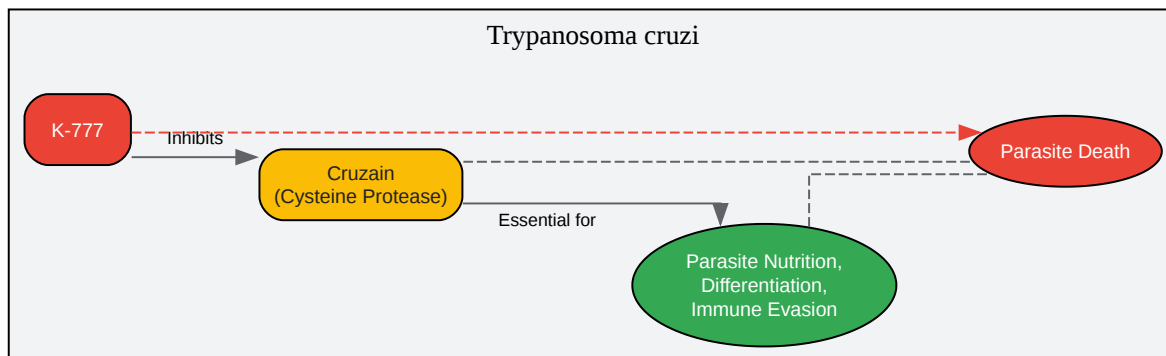 Trypanosoma cruzi
K-777
Inhibits
Cruzain
(Cysteine Protease)
Essential for
Parasite Death
Parasite Nutrition,
Differentiation,
Immune Evasion